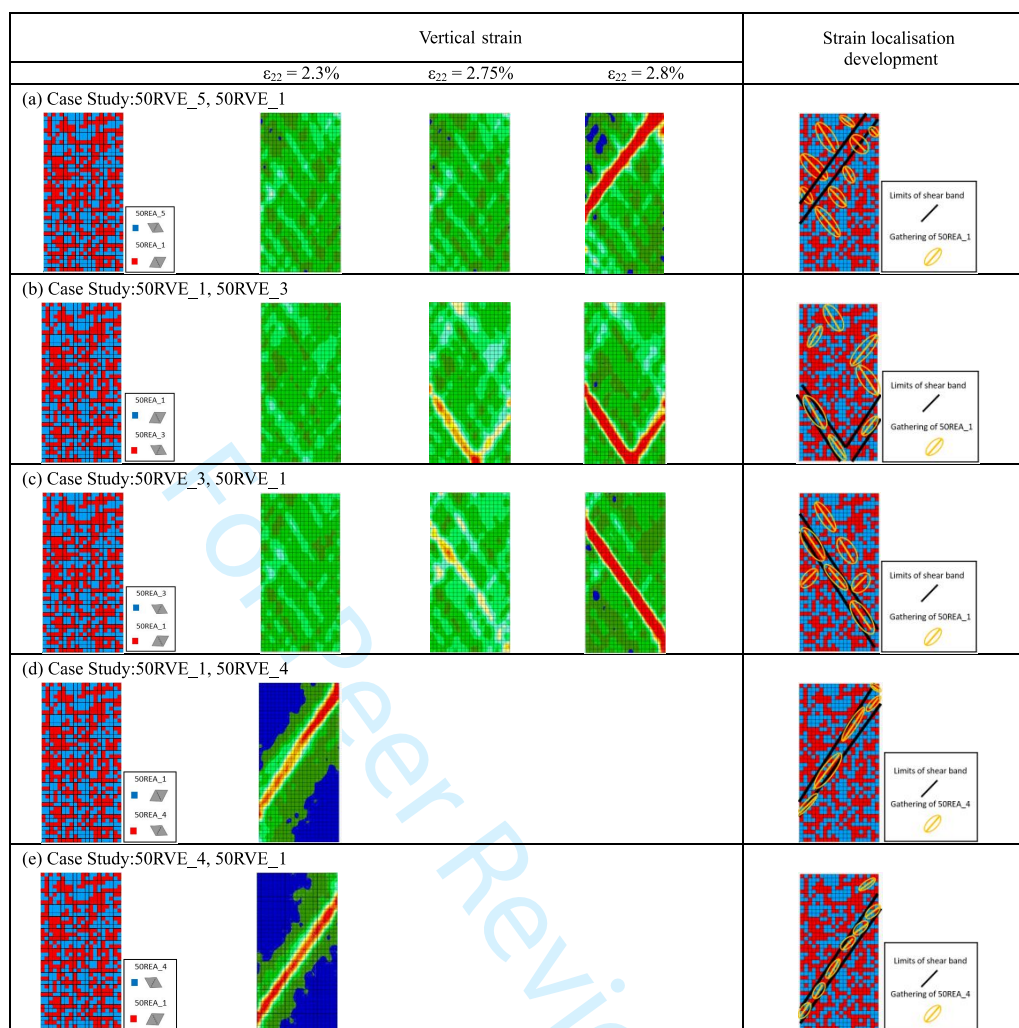 Vertical strain
Strain localisation
development
ε22 = 2.3%
ε22 = 2.75%
ε22 = 2.8%
(a) Case Study:50RVE_5, 50RVE_1
50REA_5
50REA_1
Limits of shear band
Gathering of 50REA_1
(b) Case Study:50RVE_1, 50RVE_3
50REA_1
50REA_3
Limits of shear band
Gathering of 50REA_1
(c) Case Study:50RVE_3, 50RVE_1
50REA_3
50REA_1
Limits of shear band
Gathering of 50REA_1
(d) Case Study:50RVE_1, 50RVE_4
50REA_1
50REA_4
Limits of shear band
Gathering of 50REA_4
(e) Case Study:50RVE_4, 50RVE_1
50REA_4
50REA_1
Limits of shear band
Gathering of 50REA_4
For Peer Revi